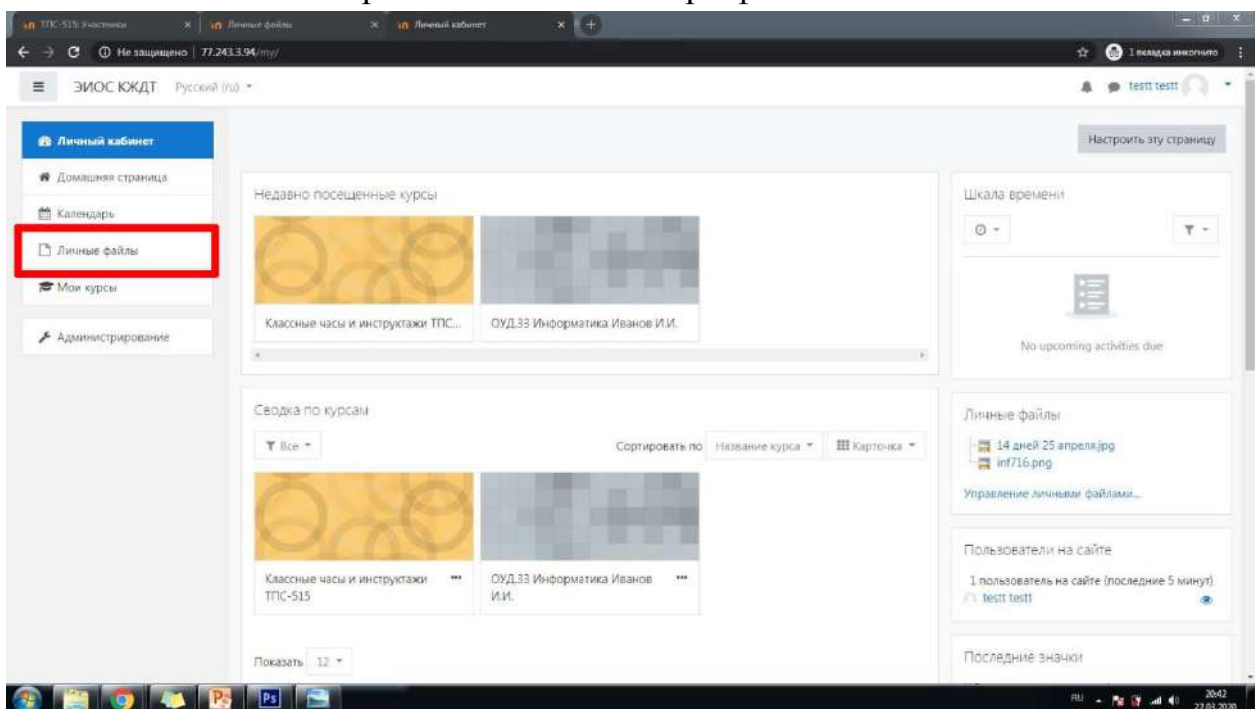 ТПС-515: Участники
Личные файлы
Личный кабинет
Не защищено | 77.243.3.94/my/
1 вкладка инкогнито
ЭИОС КЖДТ Русский (ru)
testt testt
Личный кабинет
Домашняя страница
Календарь
Личные файлы
Мои курсы
Администрирование
Настроить эту страницу
Недавно посещенные курсы
Классные часы и инструктажи ТПС...
ОУД.33 Информатика Иванов И.И.
Сводка по курсам
Все
Сортировать по Название курса Карточка
Классные часы и инструктажи
ТПС-515
ОУД.33 Информатика Иванов
И.И.
Показать 12
Шкала времени
No upcoming activities due
Личные файлы
14 дней 25 апреля.jpg
inf716.png
Управление личными файлами...
Пользователи на сайте
1 пользователь на сайте (последние 5 минут)
testt testt
Последние значки
Ps
RU
20:42
22.03.2020